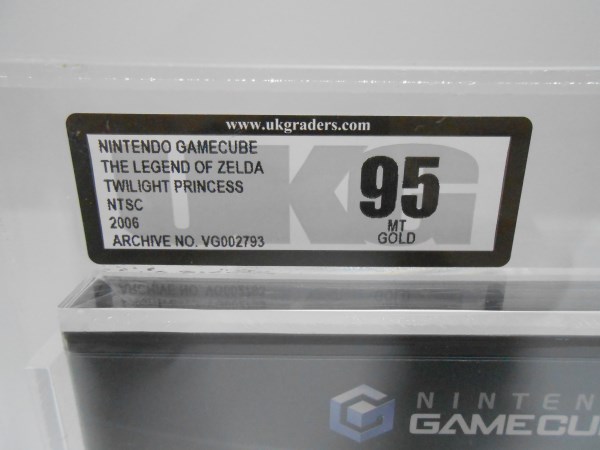 www.ukgraders.com
NINTENDO GAMECUBE
THE LEGEND OF ZELDA
TWILIGHT PRINCESS
NTSC
2006
ARCHIVE NO. VG002793
UKG
95
MT
GOLD
NINTEN
GAMECU